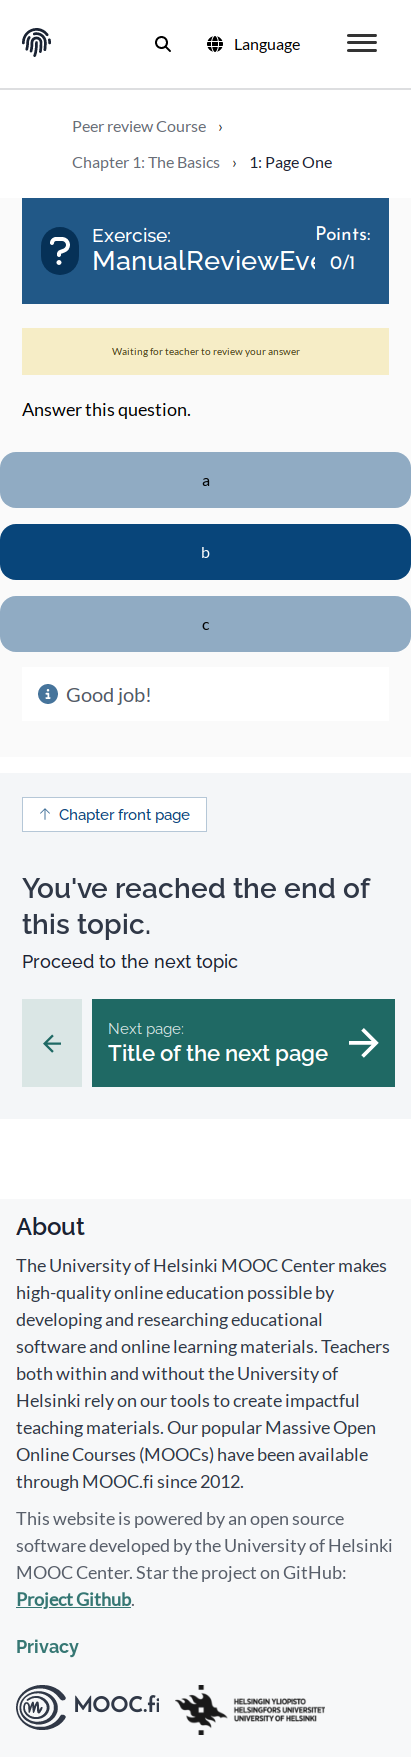 Language
Peer review Course ›
Chapter 1: The Basics › 1: Page One
Exercise:
ManualReviewEve
Points:
0/1
Waiting for teacher to review your answer
Answer this question.
a
b
c
Good job!
Chapter front page
You've reached the end of
this topic.
Proceed to the next topic
Next page:
Title of the next page
About
The University of Helsinki MOOC Center makes
high-quality online education possible by
developing and researching educational
software and online learning materials. Teachers
both within and without the University of
Helsinki rely on our tools to create impactful
teaching materials. Our popular Massive Open
Online Courses (MOOCs) have been available
through MOOC.fi since 2012.
This website is powered by an open source
software developed by the University of Helsinki
MOOC Center. Star the project on GitHub:
Project Github.
Privacy
MOOC.fi
HELSINGIN YLIOPISTO
HELSINGFORS UNIVERSITET
UNIVERSITY OF HELSINKI